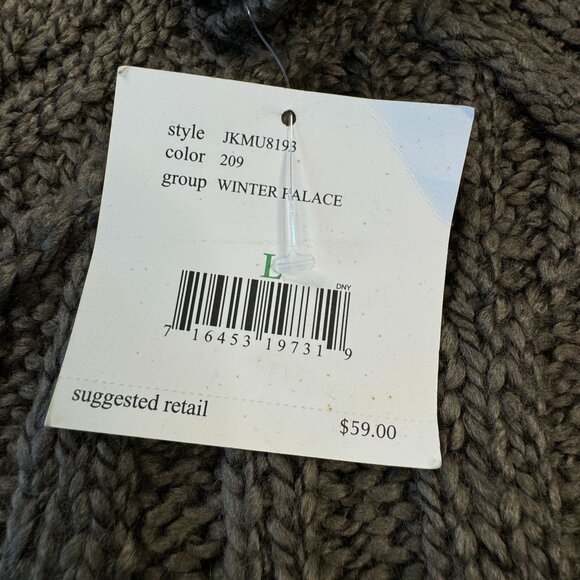 style JKMU8193
color 209
group WINTER PALACE
L
DNY
7 16453 19731 9
suggested retail $59.00